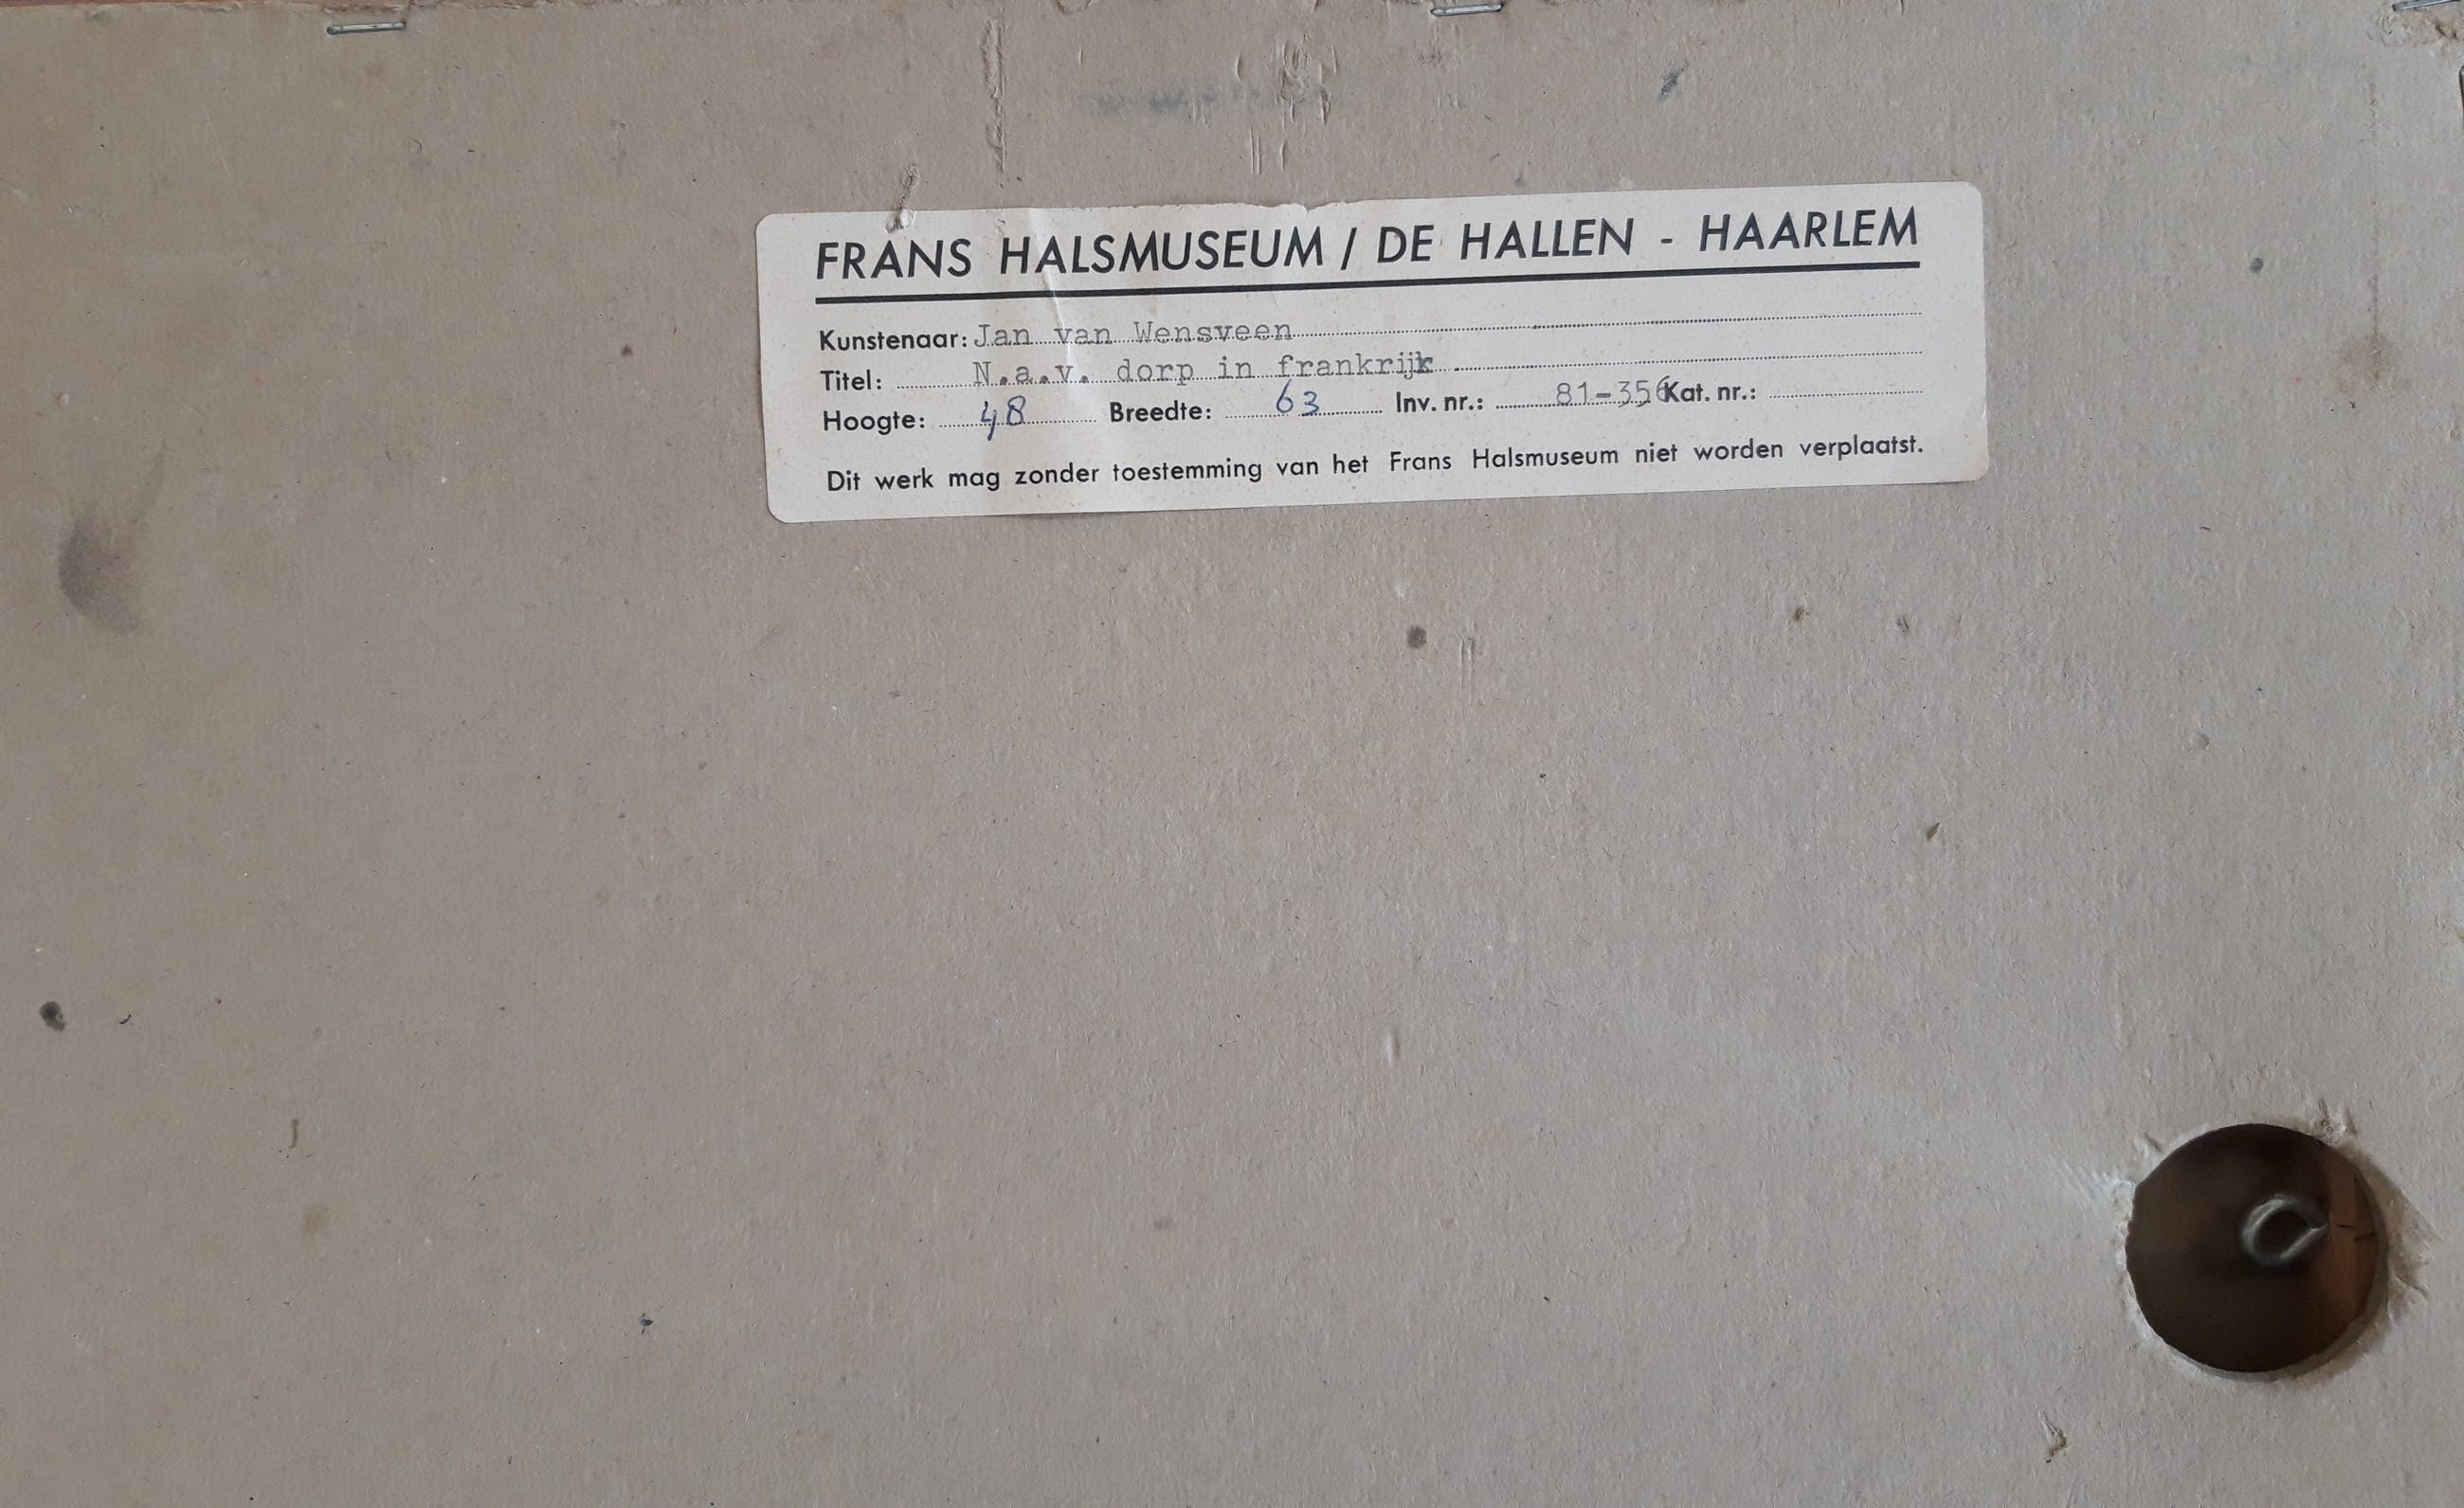 FRANS HALSMUSEUM / DE HALLEN - HAARLEM
Kunstenaar: Jan van Wensveen
Titel: N.a.v. dorp in frankrijk
Hoogte: 48 Breedte: 63 Inv. nr.: 81-356 Kat. nr.:
Dit werk mag zonder toestemming van het Frans Halsmuseum niet worden verplaatst.